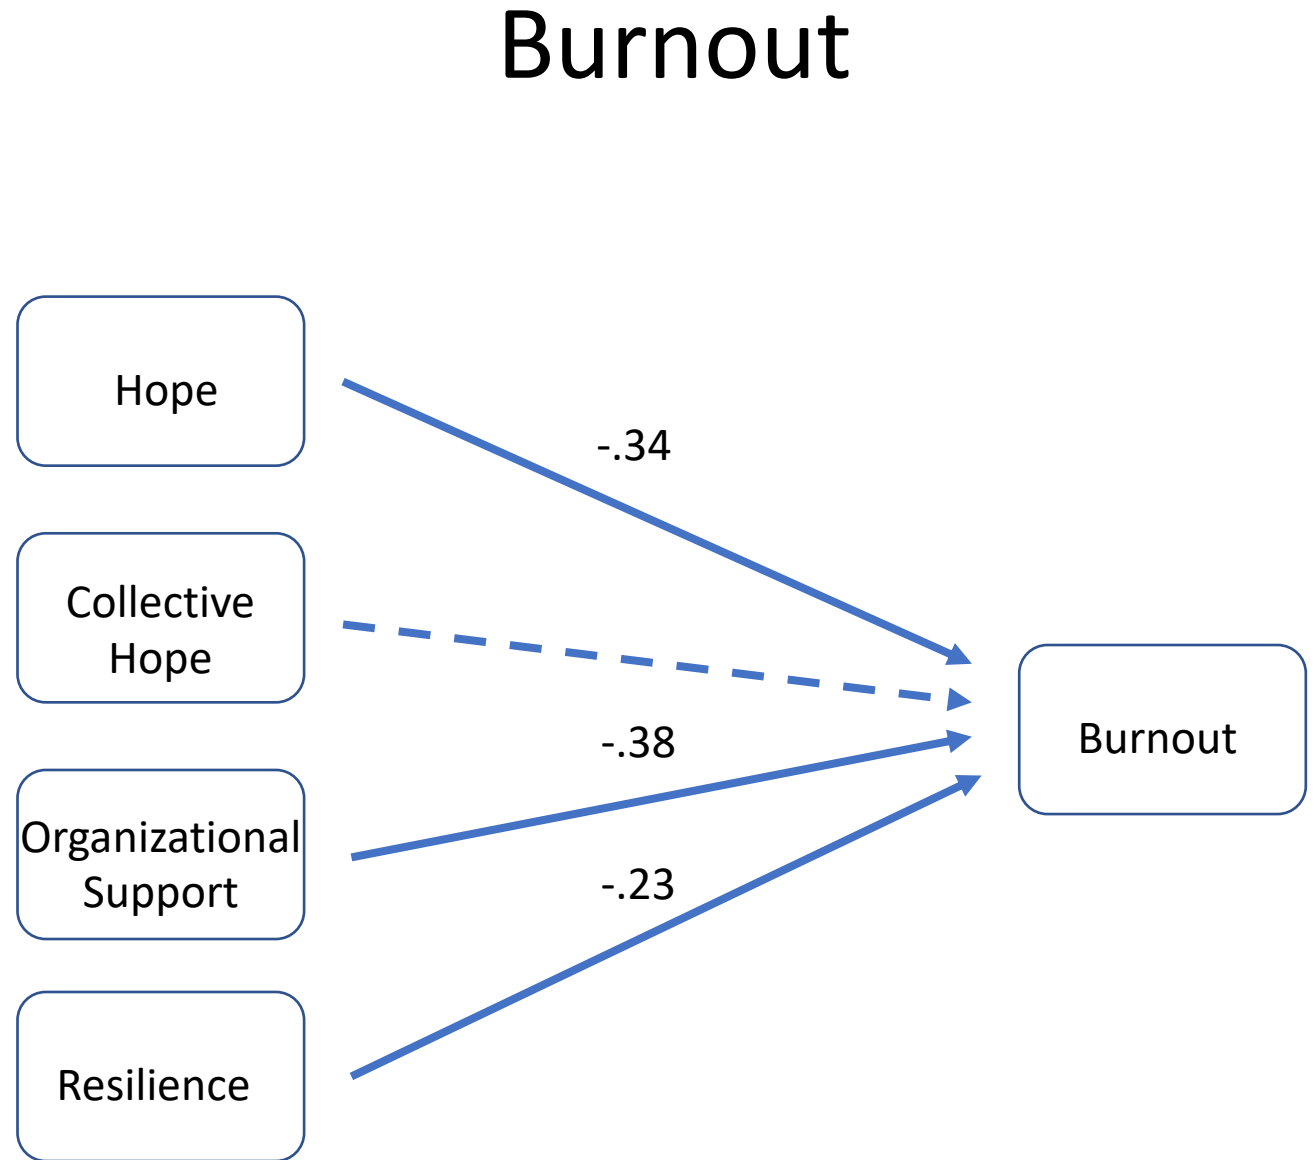 Burnout
Hope
-.34
Collective
Hope
-.38
Burnout
Organizational
Support
-.23
Resilience